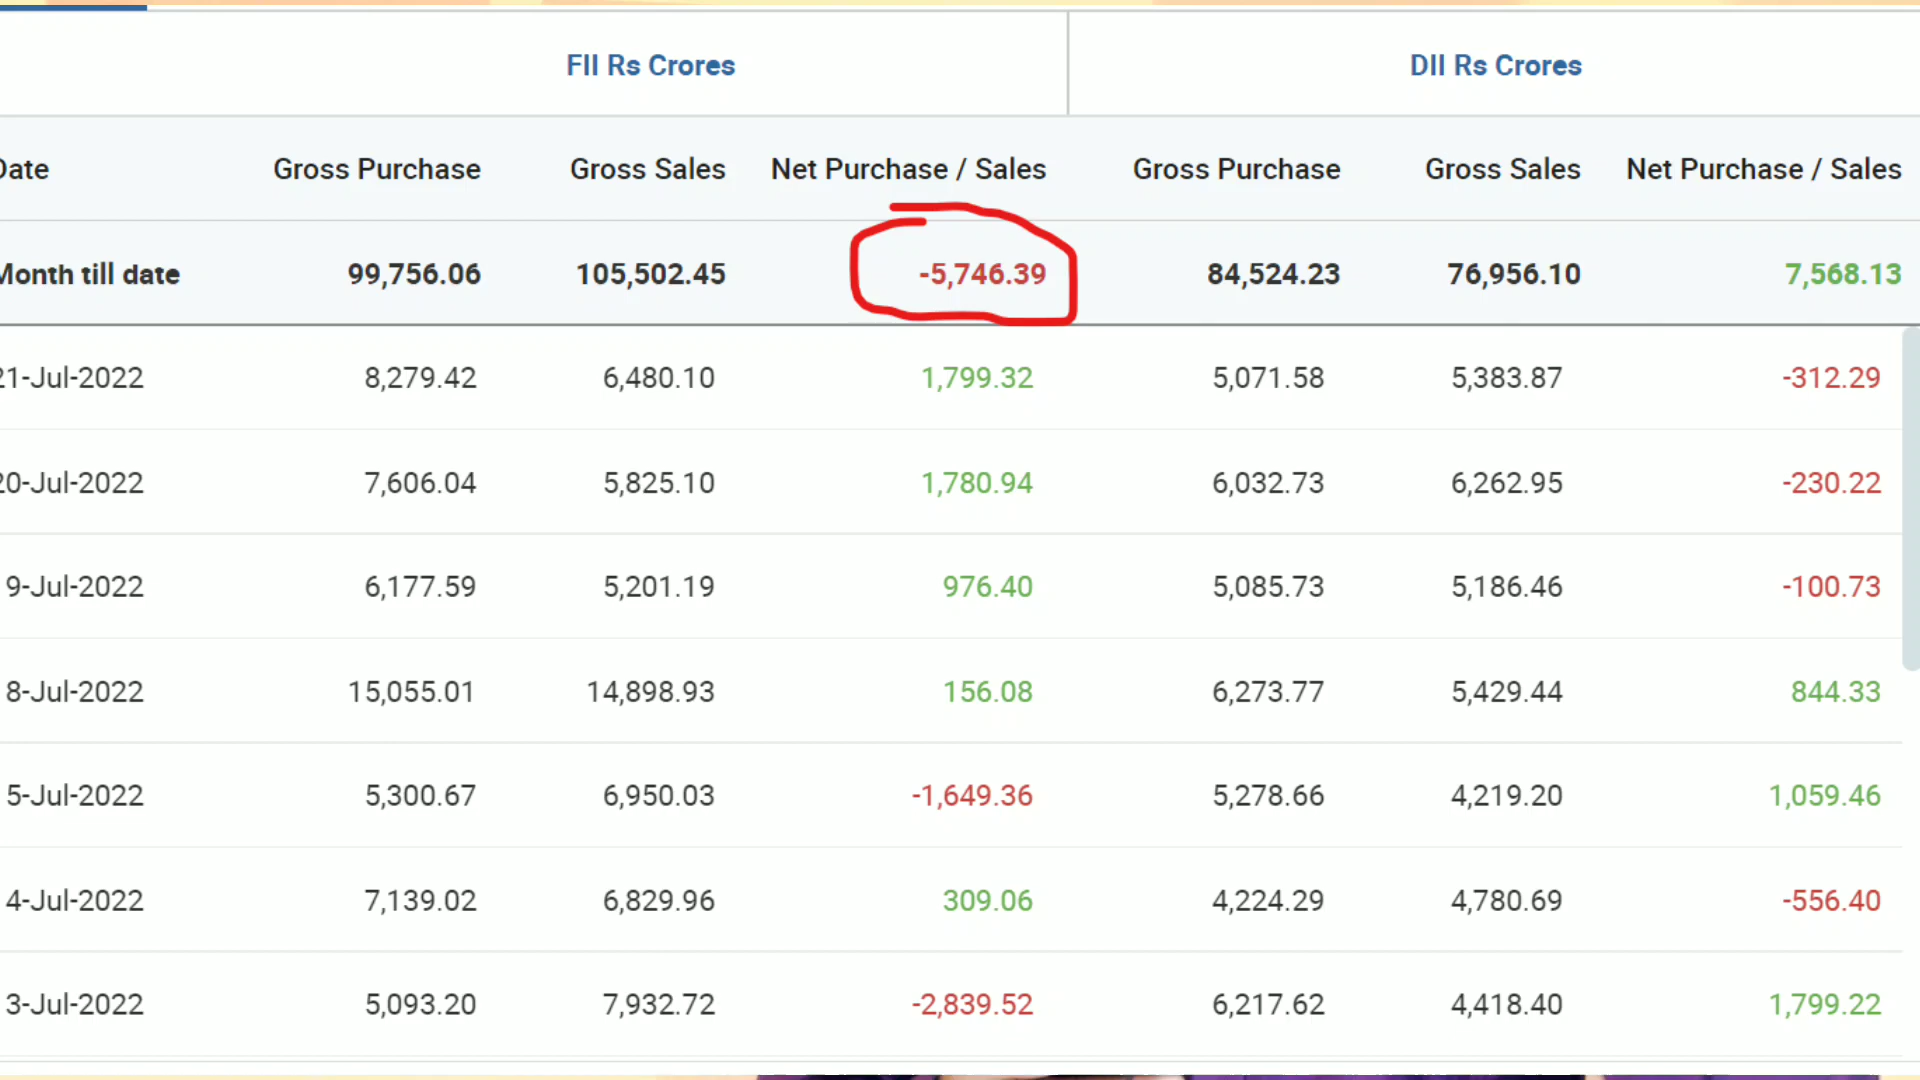 FII Rs Crores DII Rs Crores
Date Gross Purchase Gross Sales Net Purchase / Sales Gross Purchase Gross Sales Net Purchase / Sales
Month till date 99,756.06 105,502.45 -5,746.39 84,524.23 76,956.10 7,568.13
21-Jul-2022 8,279.42 6,480.10 1,799.32 5,071.58 5,383.87 -312.29
20-Jul-2022 7,606.04 5,825.10 1,780.94 6,032.73 6,262.95 -230.22
9-Jul-2022 6,177.59 5,201.19 976.40 5,085.73 5,186.46 -100.73
8-Jul-2022 15,055.01 14,898.93 156.08 6,273.77 5,429.44 844.33
5-Jul-2022 5,300.67 6,950.03 -1,649.36 5,278.66 4,219.20 1,059.46
4-Jul-2022 7,139.02 6,829.96 309.06 4,224.29 4,780.69 -556.40
3-Jul-2022 5,093.20 7,932.72 -2,839.52 6,217.62 4,418.40 1,799.22